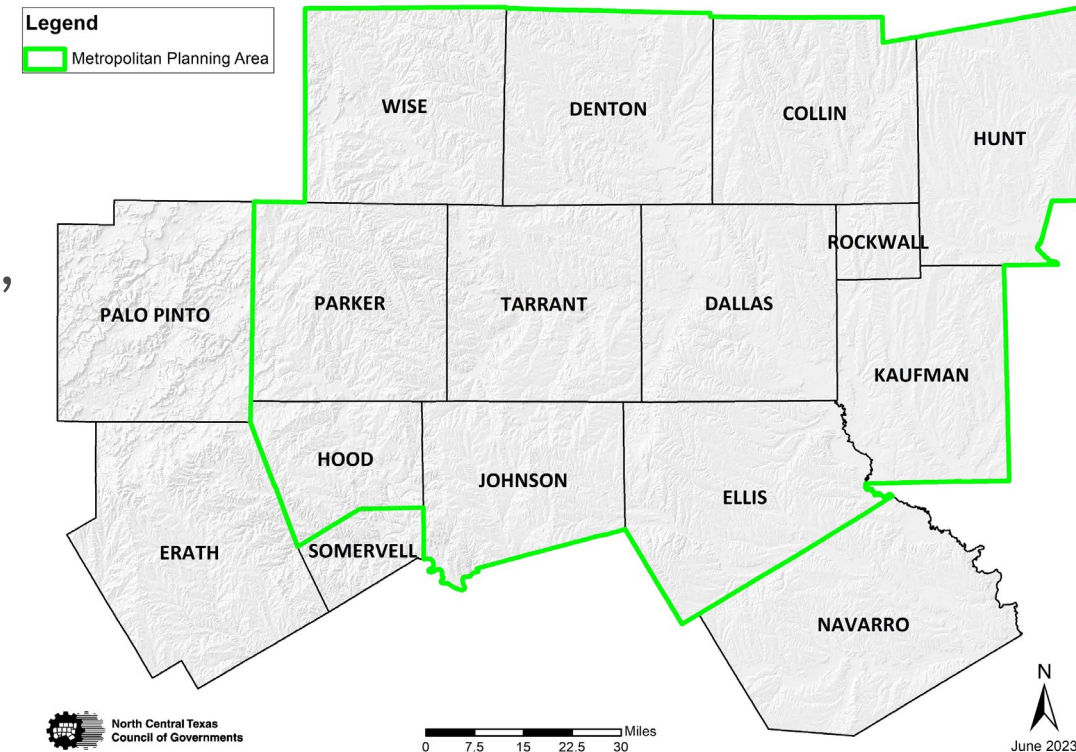 Legend
Metropolitan Planning Area
WISE
DENTON
COLLIN
HUNT
ROCKWALL
,
PALO PINTO
PARKER
TARRANT
DALLAS
KAUFMAN
HOOD
JOHNSON
ELLIS
ERATH
SOMERVELL
NAVARRO
N
North Central Texas
Council of Governments
Miles
0 7.5 15 22.5 30
June 2023